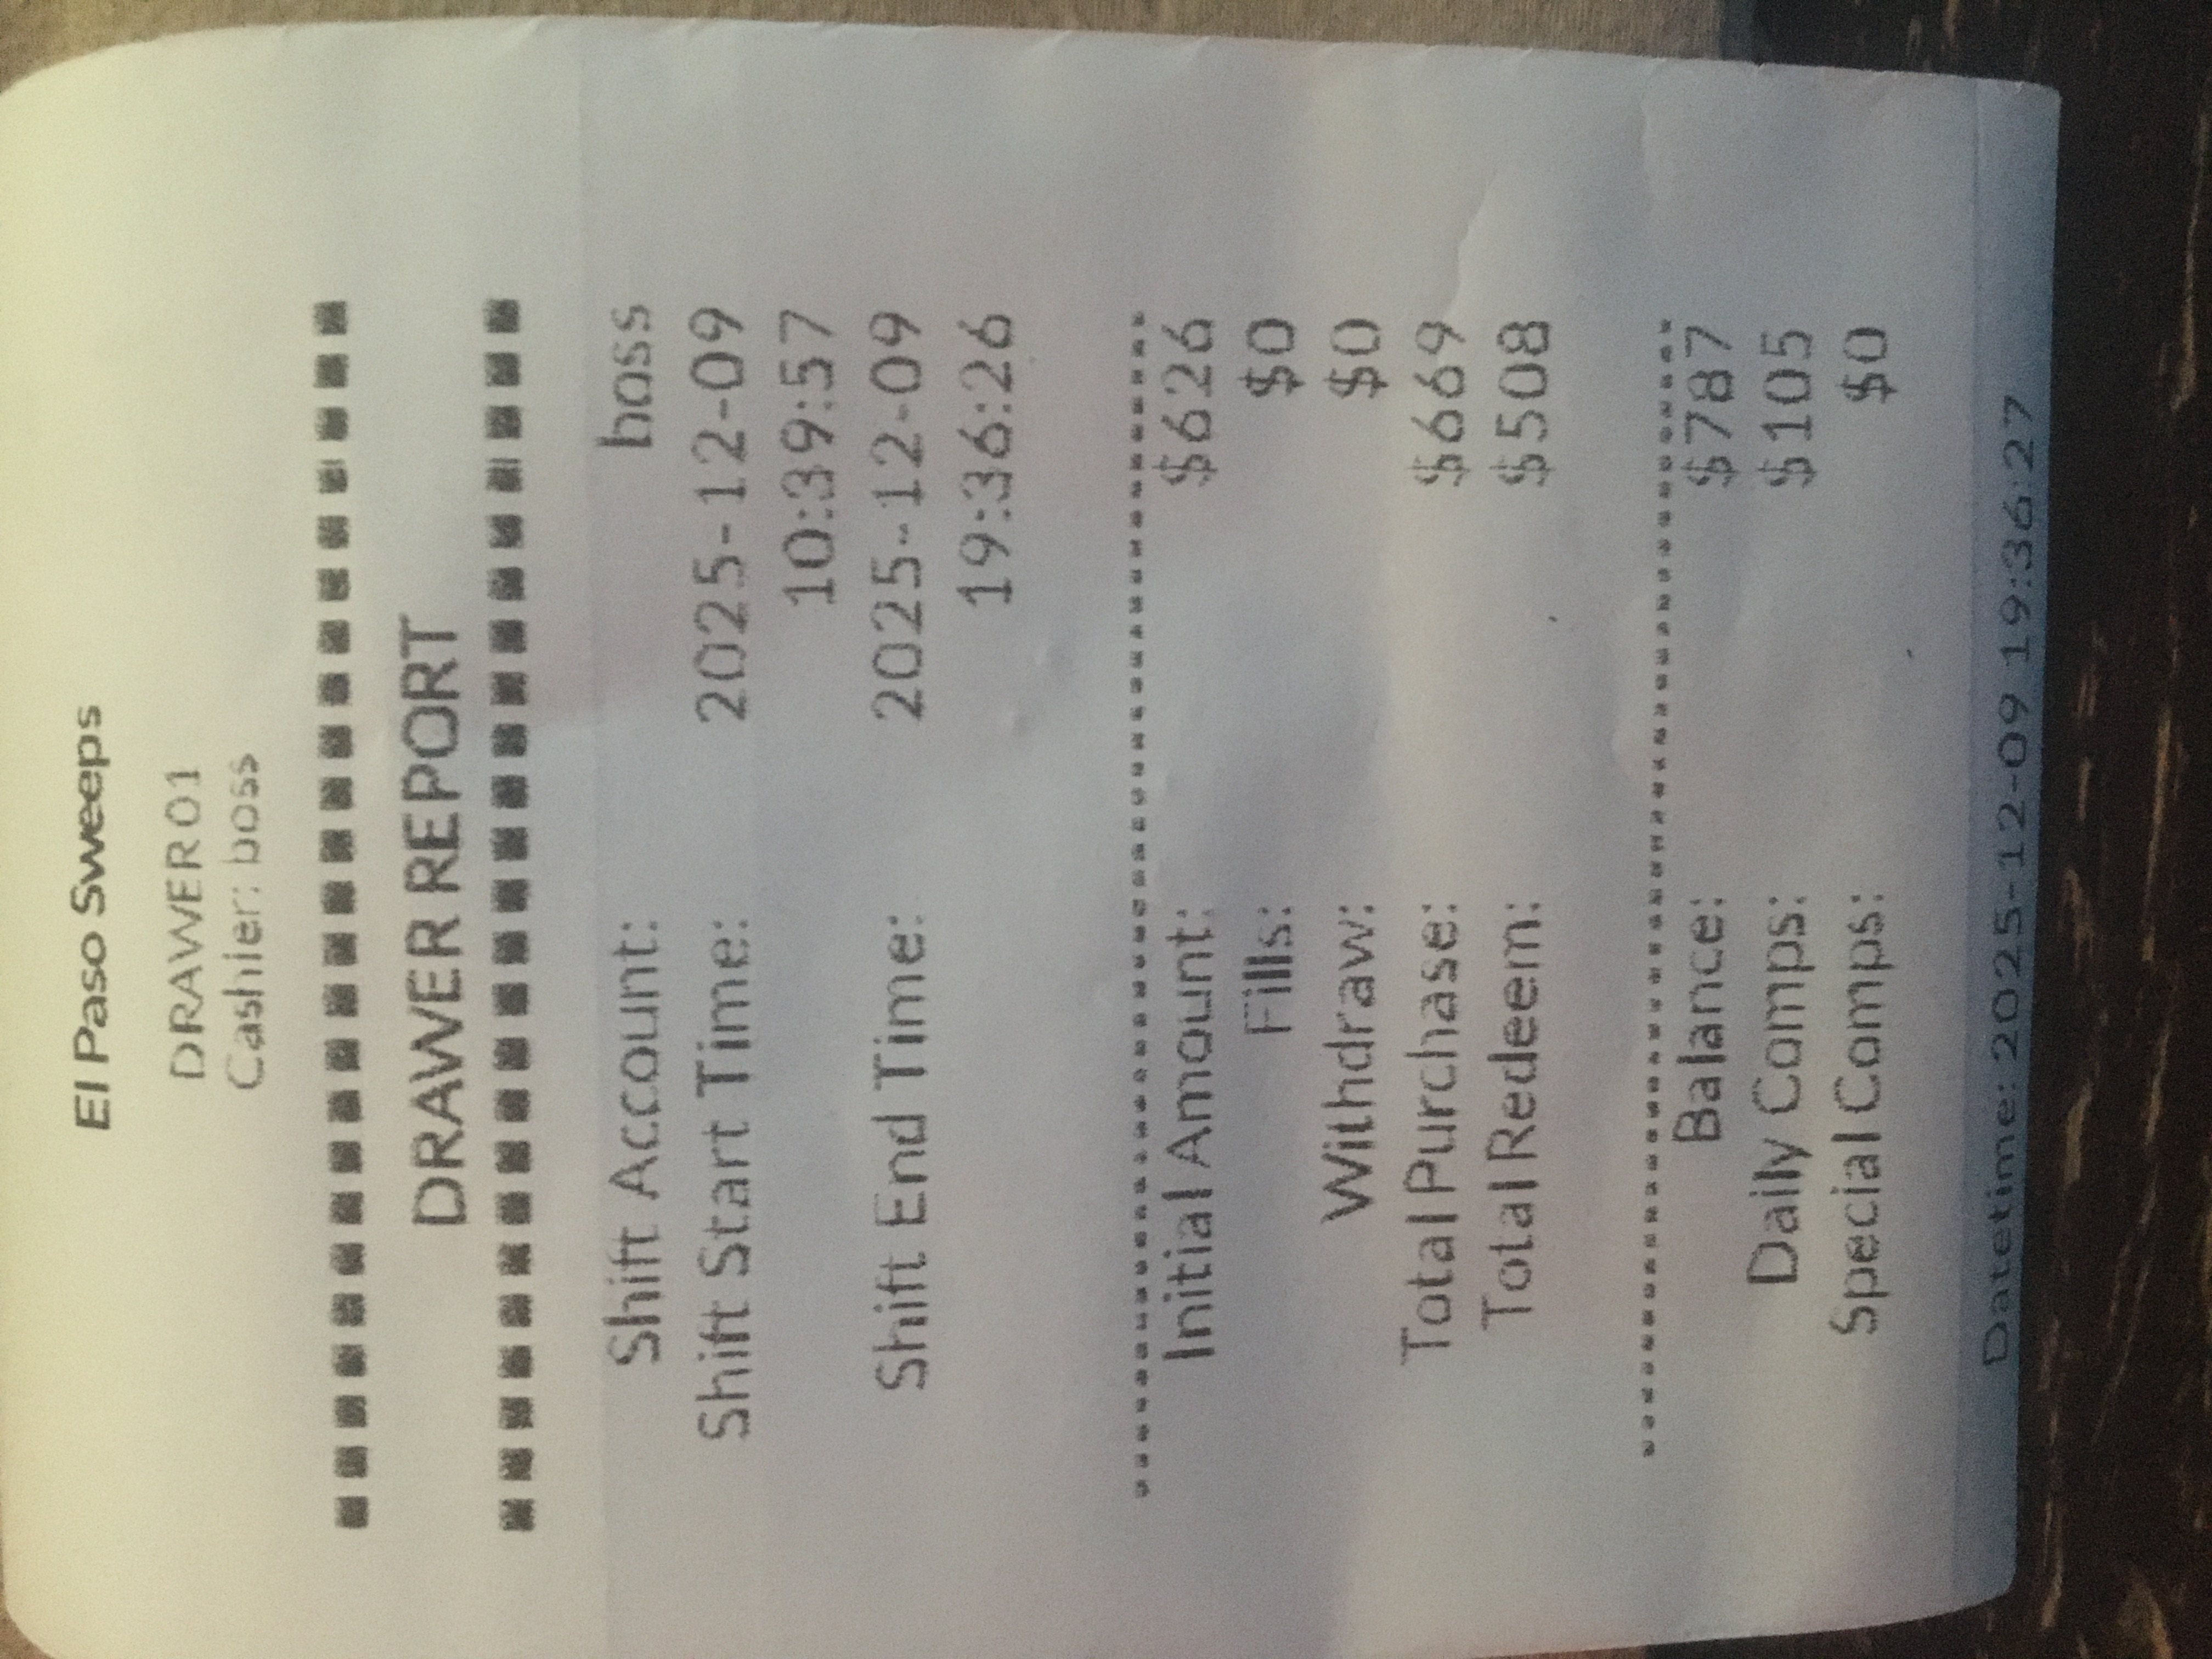 El Paso Sweeps
DRAWER01
Cashier: boss
DRAWER REPORT
Shift Account: boss
Shift Start Time: 2025-12-09
10:39:57
Shift End Time: 2025-12-09
19:36:26
Initial Amount: $626
Fills: $0
Withdraw: $0
Total Purchase: $669
Total Redeem: $508
Balance: $787
Daily Comps: $105
Special Comps: $0
Datetime: 2025-12-09 19:36:27